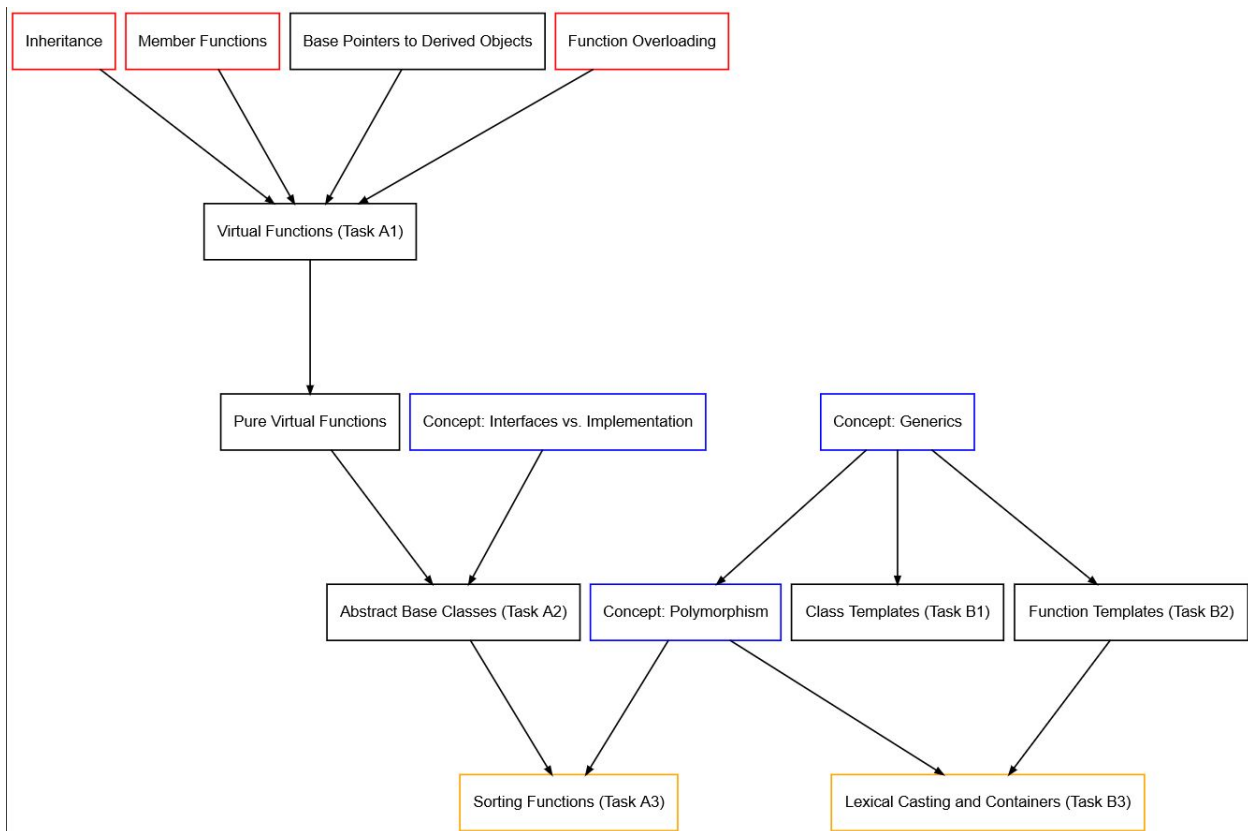 Inheritance
Member Functions
Base Pointers to Derived Objects
Function Overloading
Virtual Functions (Task A1)
Pure Virtual Functions
Concept: Interfaces vs. Implementation
Concept: Generics
Abstract Base Classes (Task A2)
Concept: Polymorphism
Class Templates (Task B1)
Function Templates (Task B2)
Sorting Functions (Task A3)
Lexical Casting and Containers (Task B3)